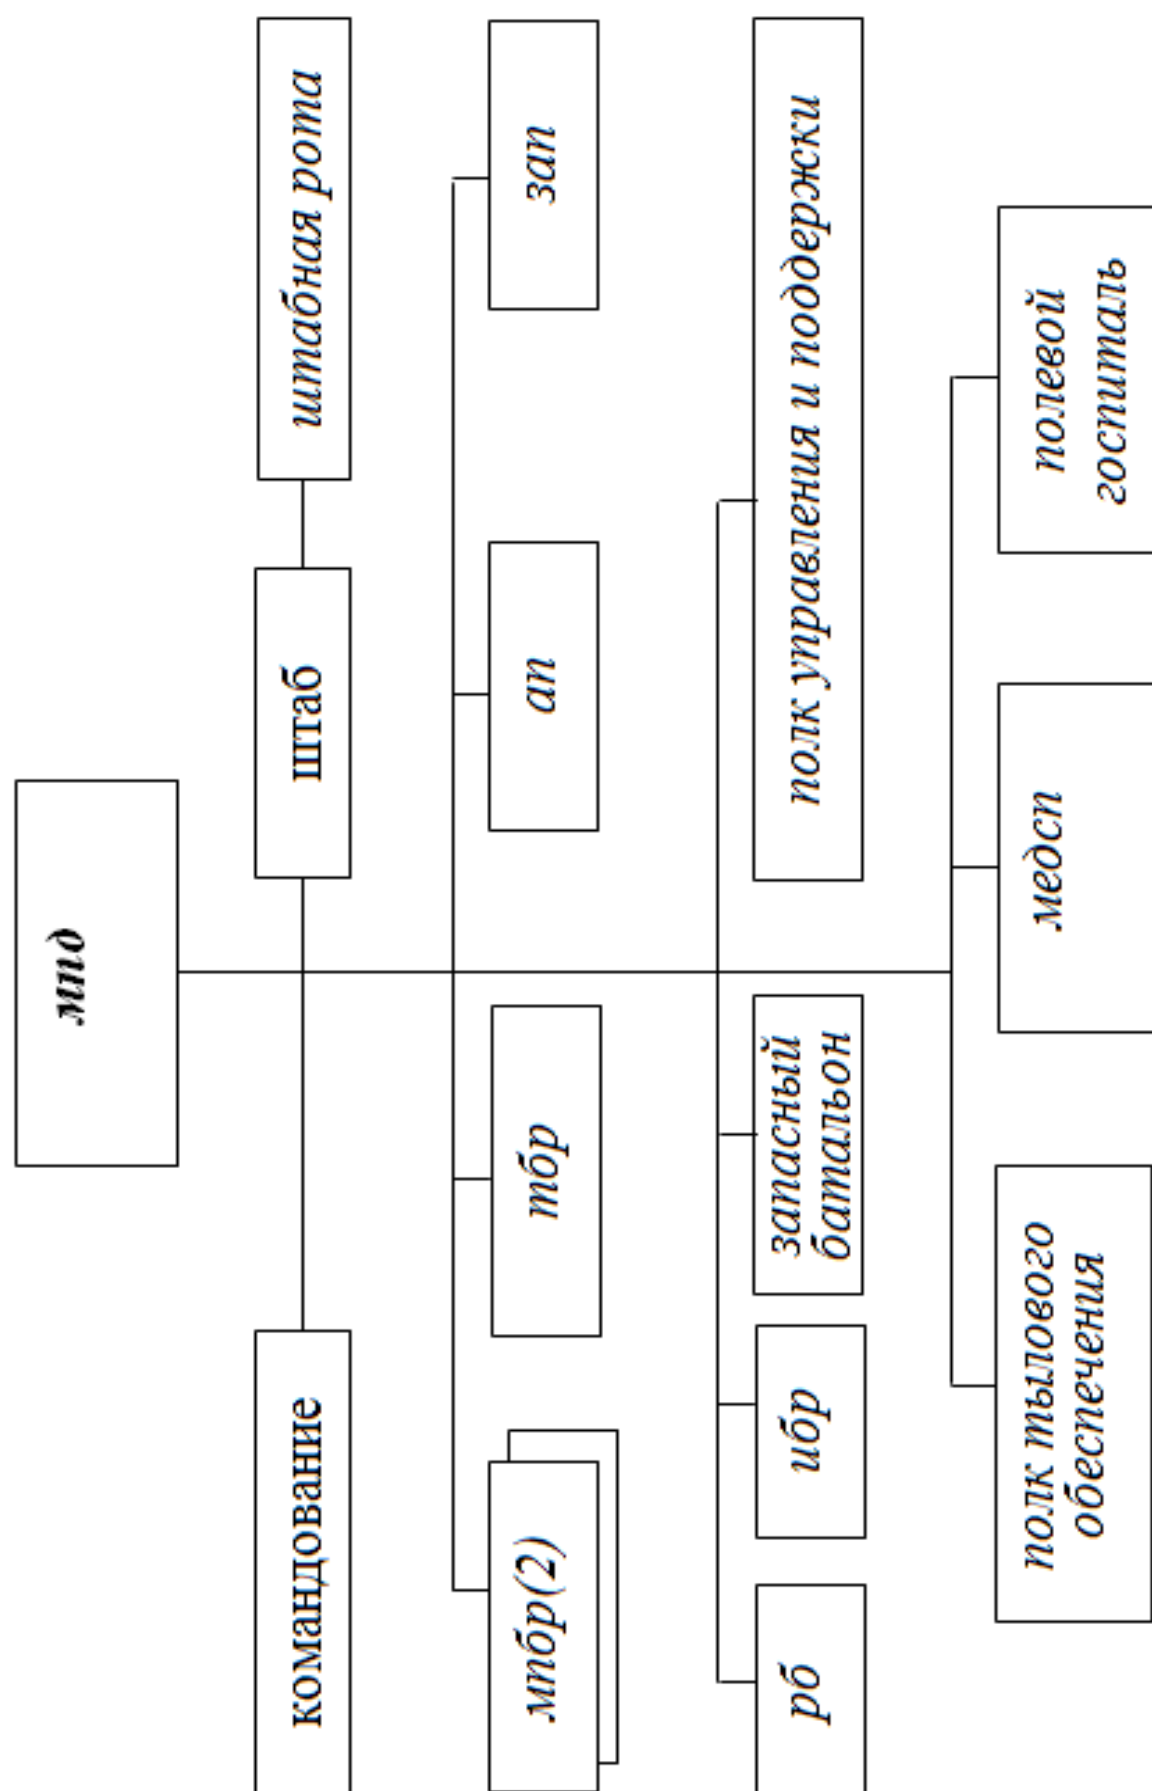 мпд
командование
штаб
штабная рота
мпбр(2)
тбр
ап
зап
рб
ибр
запасный
батальон
полк управления и поддержки
полк тылового
обеспечения
медсп
полевой
госпиталь